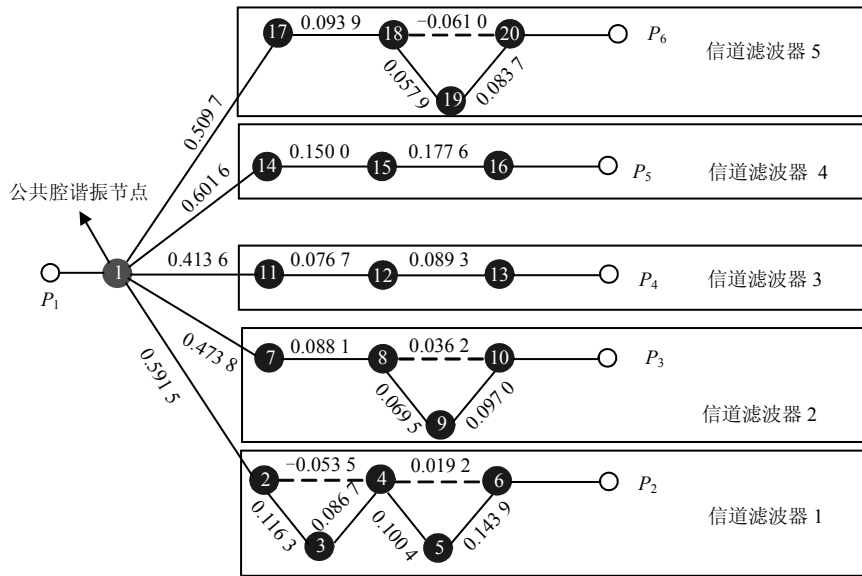 17 0.093 9 18 −0.061 0 20 P6 信道滤波器 5
0.057 9 19 0.083 7
0.509 7
14 0.150 0 15 0.177 6 16 P5 信道滤波器 4
0.601 6
公共腔谐振节点
P1 1 0.413 6 11 0.076 7 12 0.089 3 13 P4 信道滤波器 3
0.473 8
7 0.088 1 8 0.036 2 10 P3
0.069 5 9 0.097 0 信道滤波器 2
0.591 5
2 −0.053 5 4 0.019 2 6 P2
0.116 3 3 0.086 7 0.100 4 5 0.143 9 信道滤波器 1